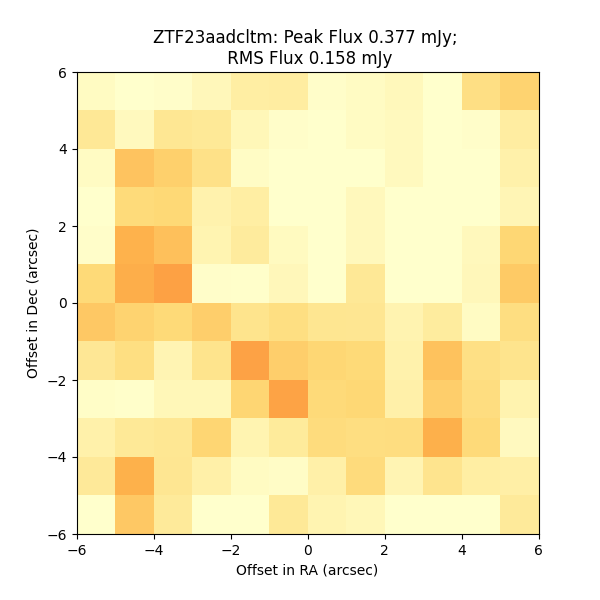 ZTF23aadcltm: Peak Flux 0.377 mJy;
RMS Flux 0.158 mJy
6
4
2
0
−2
−4
−6
Offset in Dec (arcsec)
−6 −4 −2 0 2 4 6
Offset in RA (arcsec)